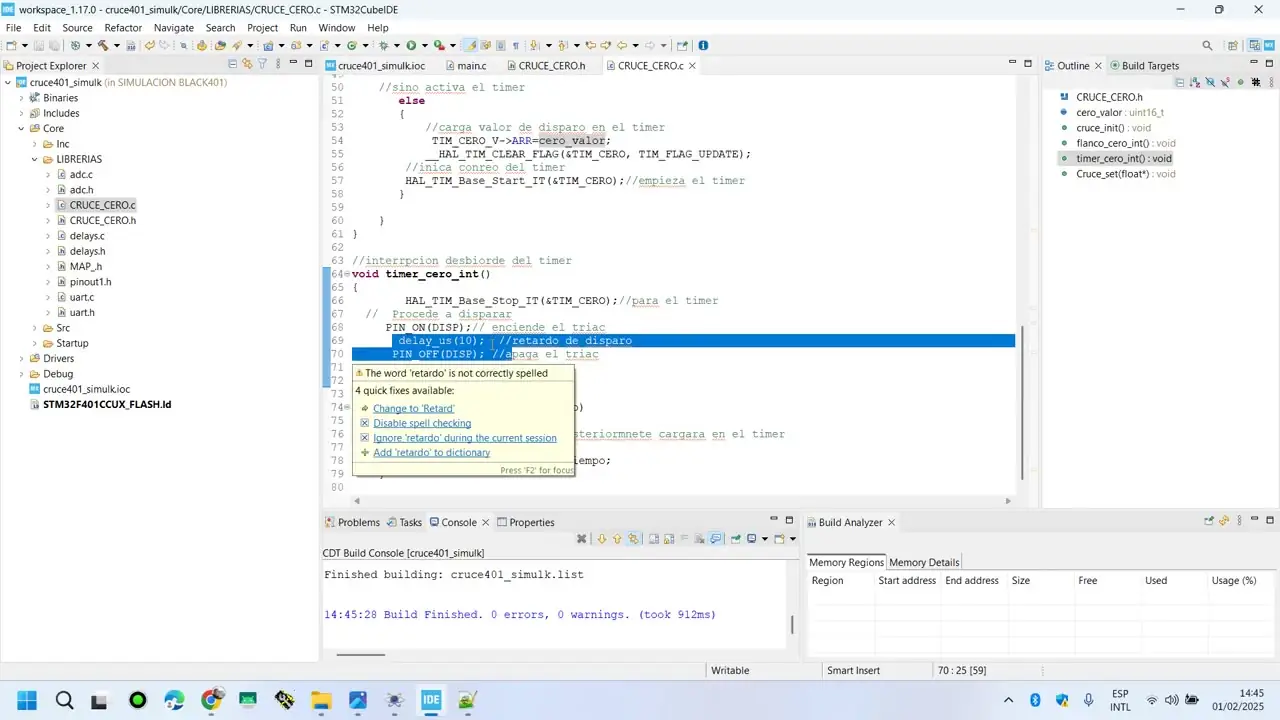 workspace_1.17.0 - cruce401_simulk/Core/LIBRERIAS/CRUCE_CERO.c - STM32CubeIDE
File Edit Source Refactor Navigate Search Project Run Window Help
Project Explorer
cruce401_simulk (in SIMULACION BLACK401)
Binaries
Includes
Core
Inc
LIBRERIAS
adc.c
adc.h
CRUCE_CERO.c
CRUCE_CERO.h
delays.c
delays.h
MAP_.h
pinout1.h
uart.c
uart.h
Src
Startup
Drivers
Debug
cruce401_simulk.ioc
STM32F401CCUX_FLASH.ld
cruce401_simulk.ioc main.c CRUCE_CERO.h CRUCE_CERO.c
50 //sino activa el timer
51 else
52 {
53 //carga valor de disparo en el timer
54 TIM_CERO_V->ARR=cero_valor;
55 __HAL_TIM_CLEAR_FLAG(&TIM_CERO, TIM_FLAG_UPDATE);
56 //inica conreo del timer
57 HAL_TIM_Base_Start_IT(&TIM_CERO);//empieza el timer
58 }
59
60 }
61 }
62
63 //interrpcion desbiorde del timer
64 void timer_cero_int()
65 {
66 HAL_TIM_Base_Stop_IT(&TIM_CERO);//para el timer
67 // Procede a disparar
68 PIN_ON(DISP);// enciende el triac
69 delay_us(10); //retardo de disparo
70 PIN_OFF(DISP); //apaga el triac
71
72
74 )
75
76 steriormnete cargara en el timer
77
78 iempo;
79
80
The word 'retardo' is not correctly spelled
4 quick fixes available:
Change to 'Retard'
Disable spell checking
Ignore 'retardo' during the current session
Add 'retardo' to dictionary
Press 'F2' for focus
Outline Build Targets
CRUCE_CERO.h
cero_valor : uint16_t
cruce_init() : void
flanco_cero_int() : void
timer_cero_int() : void
Cruce_set(float*) : void
Problems Tasks Console Properties
CDT Build Console [cruce401_simulk]
Finished building: cruce401_simulk.list
14:45:28 Build Finished. 0 errors, 0 warnings. (took 912ms)
Build Analyzer
Memory Regions Memory Details
Region Start address End address Size Free Used Usage (%)
Writable Smart Insert 70 : 25 [59]
IDE
ESP
INTL
14:45
01/02/2025